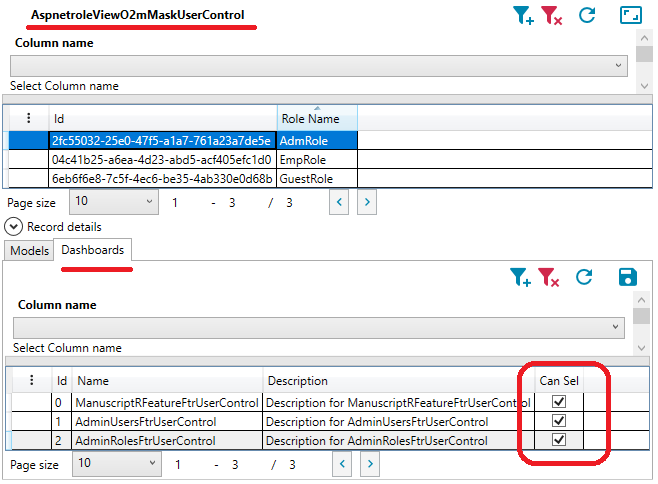 AspnetroleViewO2mMaskUserControl
Column name
Select Column name
Id Role Name
2fc55032-25e0-47f5-a1a7-761a23a7de5e AdmRole
04c41b25-a6ea-4d23-abd5-acf405efc1d0 EmpRole
6eb6f6e8-7c5f-4ec6-be35-4ab330e0d68b GuestRole
Page size 10 1 - 3 / 3 < >
Record details
Models Dashboards
Column name
Select Column name
Id Name Description Can Sel
0 ManuscriptRFeatureFtrUserControl Description for ManuscriptRFeatureFtrUserControl
1 AdminUsersFtrUserControl Description for AdminUsersFtrUserControl
2 AdminRolesFtrUserControl Description for AdminRolesFtrUserControl
Page size 10 1 - 3 / 3 < >